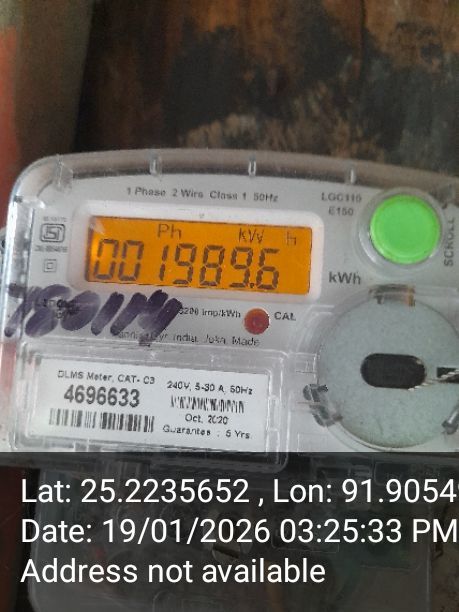 1 Phase 2 Wire Class 1 50Hz
LGC110
E150
SCROLL
Ph kW h
001989.6
kWh
3200 imp/kWh
CAL
India
Made
DLMS Meter, CAT- C3
4696633
240V, 5-30 A, 50Hz
Oct, 2020
Guarantee : 5 Yrs.
Lat: 25.2235652 , Lon: 91.9054
Date: 19/01/2026 03:25:33 PM
Address not available